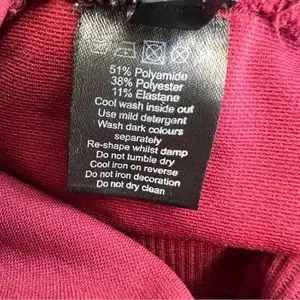 51% Polyamide
38% Polyester
11% Elastane
Cool wash inside out
Use mild detergent
Wash dark colours
separately
Re-shape whilst damp
Do not tumble dry
Cool iron on reverse
Do not iron decoration
Do not dry clean